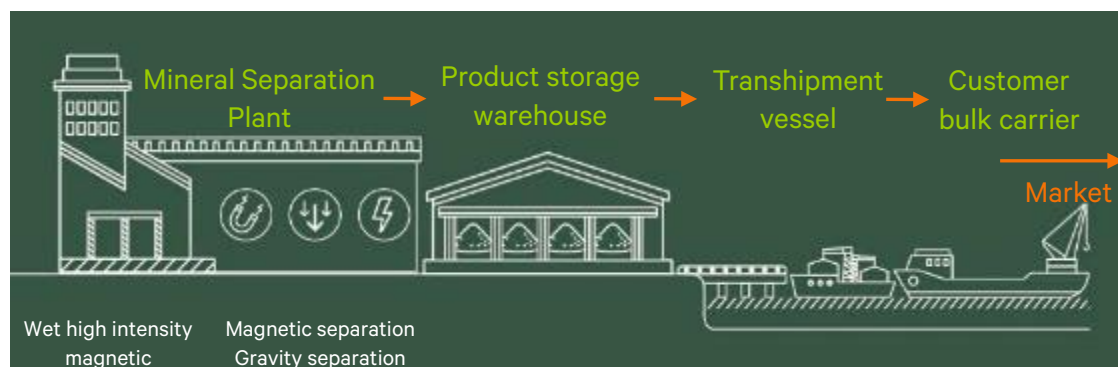 Mineral Separation
Plant
Product storage
warehouse
Transhipment
vessel
Customer
bulk carrier
Market
Wet high intensity
magnetic
Magnetic separation
Gravity separation